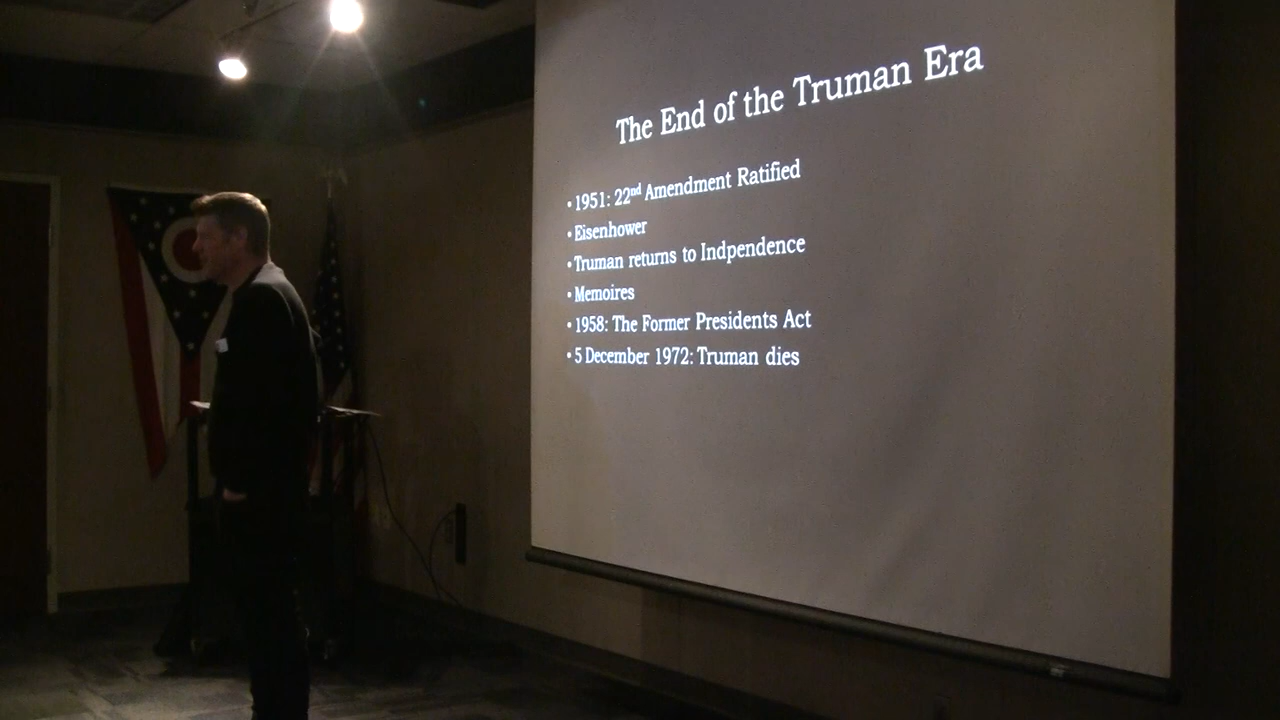 The End of the Truman Era
• 1951: 22nd Amendment Ratified
• Eisenhower
• Truman returns to Indpendence
• Memoires
• 1958: The Former Presidents Act
• 5 December 1972: Truman dies